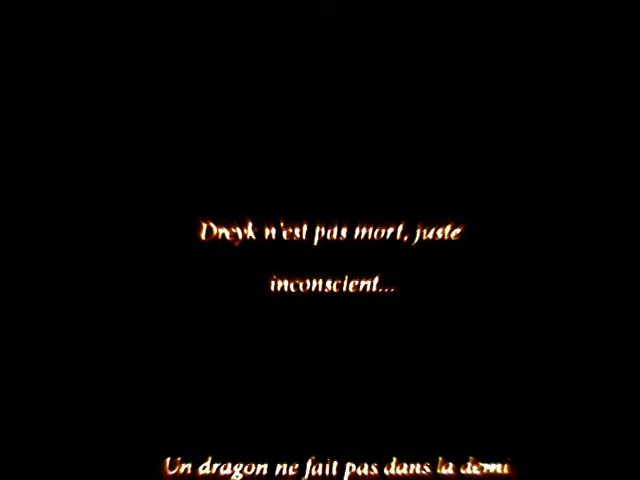 Dreyk n'est pas mort, juste
inconscient...
Un dragon ne fait pas dans la demi